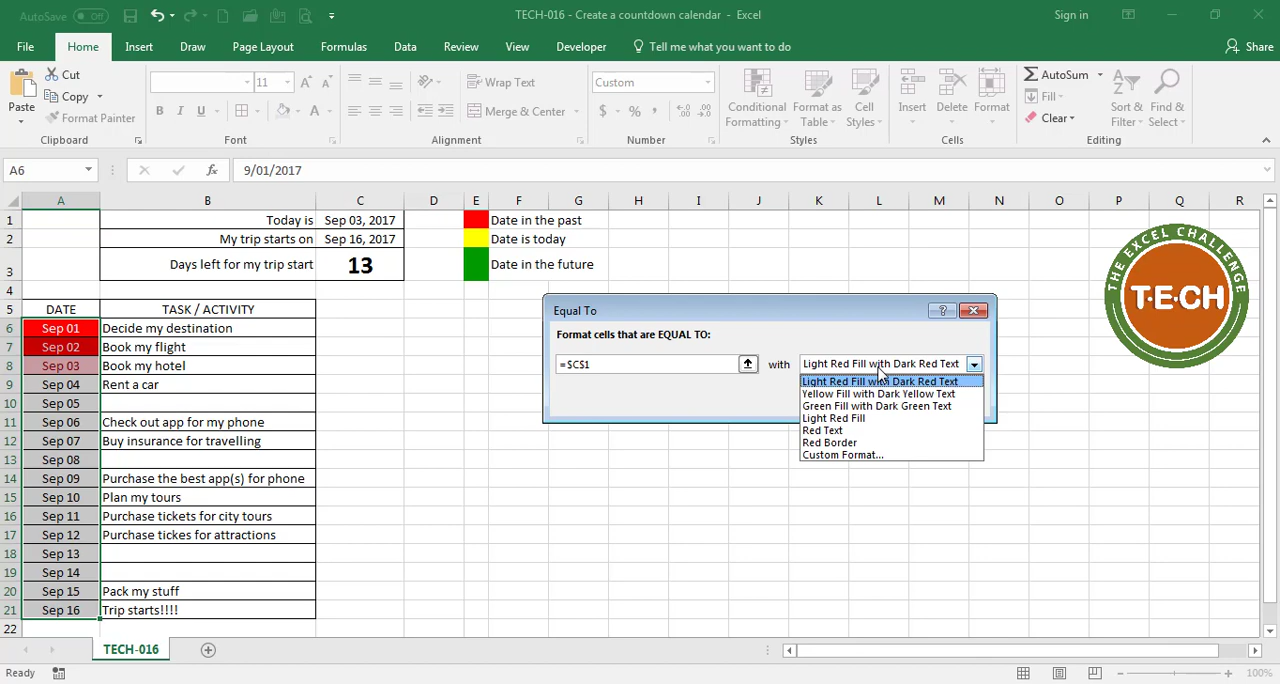 AutoSave Off
TECH-016 - Create a countdown calendar - Excel
Sign in
File Home Insert Draw Page Layout Formulas Data Review View Developer Tell me what you want to do Share
Paste
Cut
Copy
Format Painter
Clipboard
11
A A
B I U A
Font
Wrap Text
Merge & Center
Alignment
Custom
$ % ,
Number
Conditional Formatting
Format as Table
Cell Styles
Styles
Insert Delete Format
Cells
AutoSum
Fill
Clear
Sort & Filter
Find & Select
Editing
A6 fx 9/01/2017
A B C D E F G H I J K L M N O P Q R
1 Today is Sep 03, 2017 Date in the past
2 My trip starts on Sep 16, 2017 Date is today
3 Days left for my trip start 13 Date in the future
4
5 DATE TASK / ACTIVITY
6 Sep 01 Decide my destination
7 Sep 02 Book my flight
8 Sep 03 Book my hotel
9 Sep 04 Rent a car
10 Sep 05
11 Sep 06 Check out app for my phone
12 Sep 07 Buy insurance for travelling
13 Sep 08
14 Sep 09 Purchase the best app(s) for phone
15 Sep 10 Plan my tours
16 Sep 11 Purchase tickets for city tours
17 Sep 12 Purchase tickes for attractions
18 Sep 13
19 Sep 14
20 Sep 15 Pack my stuff
21 Sep 16 Trip starts!!!!
22
Equal To ?
Format cells that are EQUAL TO:
=$C$1 with Light Red Fill with Dark Red Text
Light Red Fill with Dark Red Text
Yellow Fill with Dark Yellow Text
Green Fill with Dark Green Text
Light Red Fill
Red Text
Red Border
Custom Format...
THE EXCEL CHALLENGE
T·E·CH
TECH-016
Ready
100%